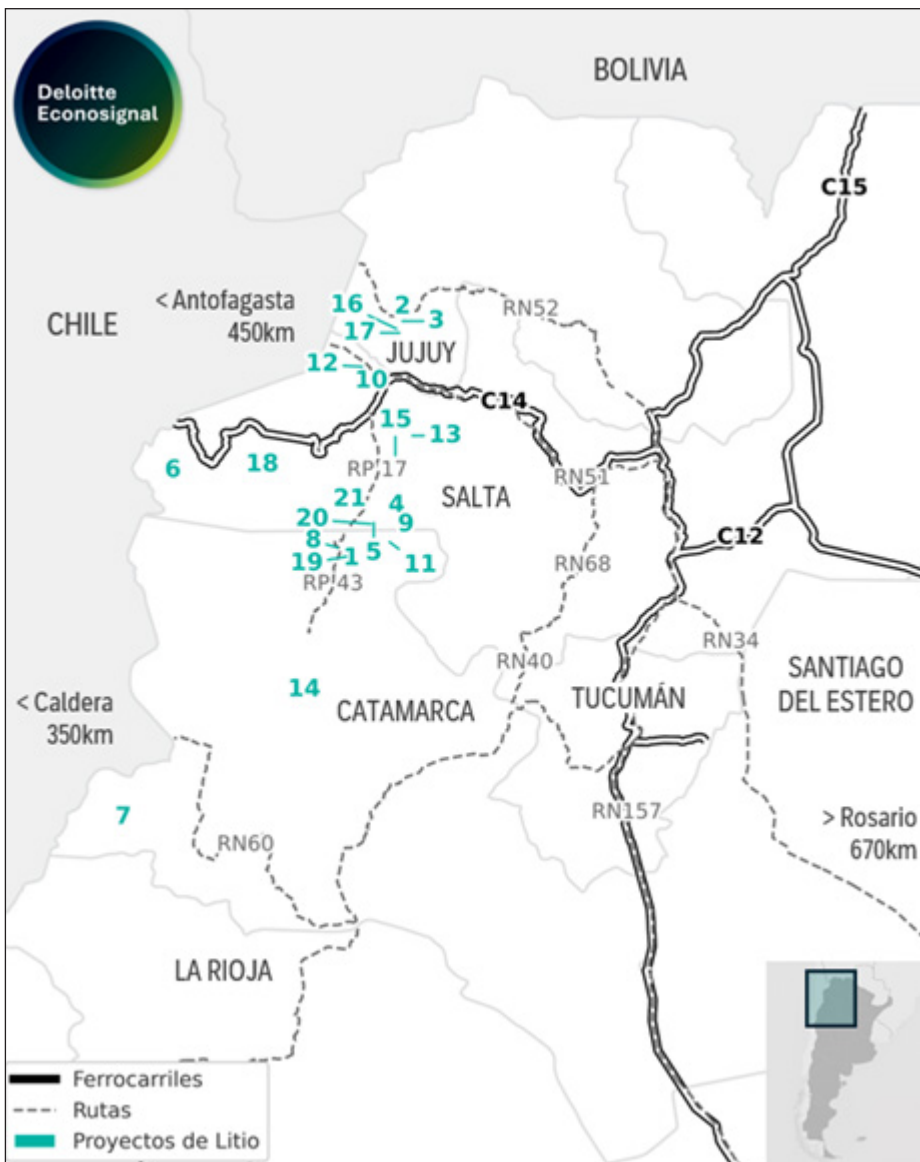 Deloitte
Econosignal
BOLIVIA
C15
< Antofagasta
450km
CHILE
16
2
3
RN52
17
JUJUY
12
10
C14
15
13
6
18
RP 17
RN51
21
4
SALTA
20
9
8
C12
19
1
5
11
RN68
RP 43
RN34
RN40
SANTIAGO
DEL ESTERO
14
TUCUMÁN
< Caldera
350km
CATAMARCA
7
RN157
> Rosario
670km
RN60
LA RIOJA
Ferrocarriles
Rutas
Proyectos de Litio